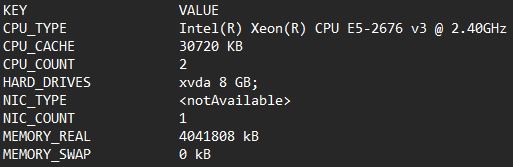 KEY VALUE
CPU_TYPE Intel(R) Xeon(R) CPU E5-2676 v3 @ 2.40GHz
CPU_CACHE 30720 KB
CPU_COUNT 2
HARD_DRIVES xvda 8 GB;
NIC_TYPE <notAvailable>
NIC_COUNT 1
MEMORY_REAL 4041808 kB
MEMORY_SWAP 0 kB